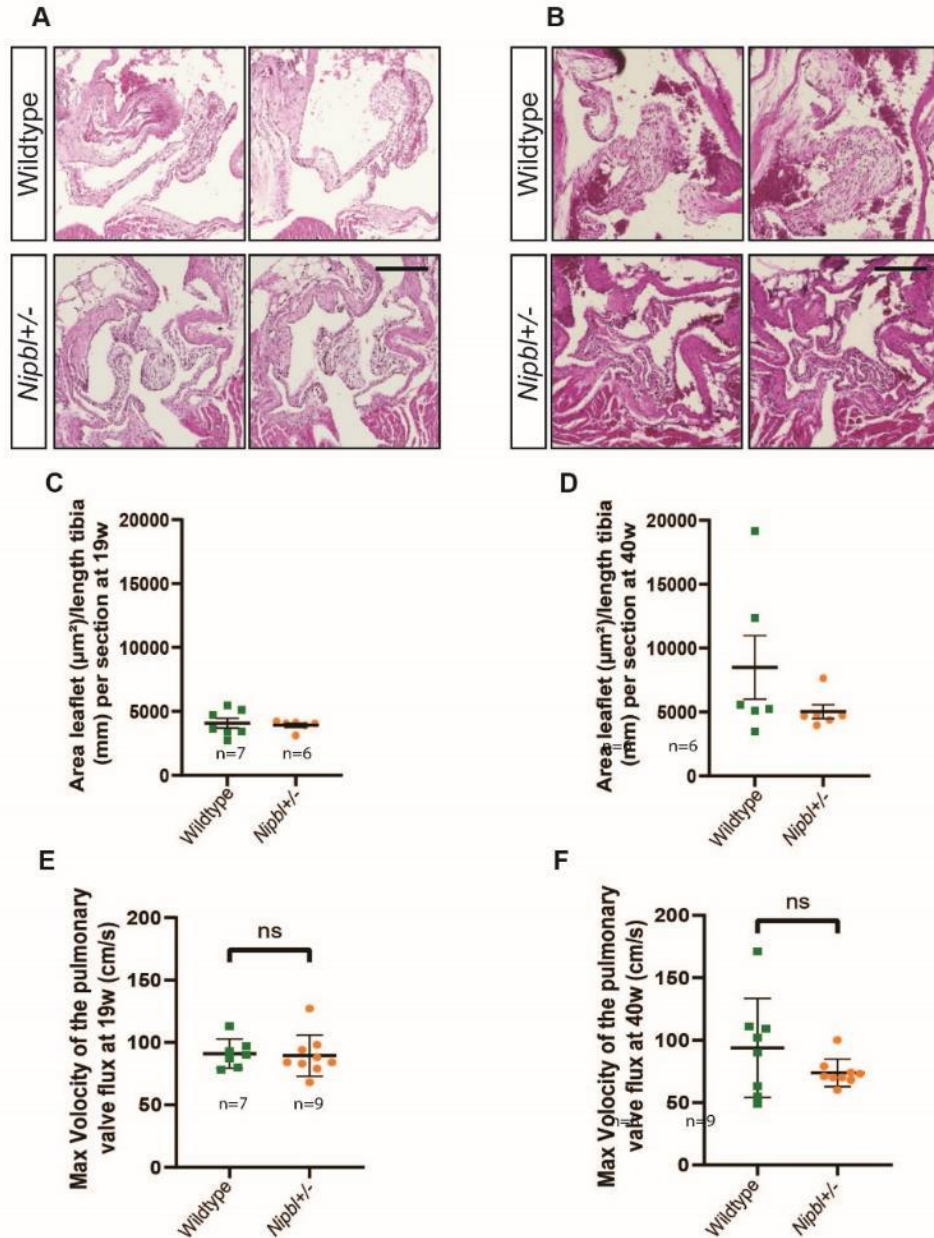 A
B
Wildtype
Nipbl+/-
Wildtype
Nipbl+/-
C
Area leaflet (µm²)/length tibia
(mm) per section at 19w
20000
15000
10000
5000
0
n=7
n=6
Wildtype
Nipbl+/-
D
Area leaflet (µm²)/length tibia
(mm) per section at 40w
20000
15000
10000
5000
0
n=6
Wildtype
Nipbl+/-
E
Max Volocity of the pulmonary
valve flux at 19w (cm/s)
200
150
100
50
0
ns
n=7
n=9
Wildtype
Nipbl+/-
F
Max Volocity of the pulmonary
valve flux at 40w (cm/s)
200
150
100
50
0
ns
n=9
Wildtype
Nipbl+/-